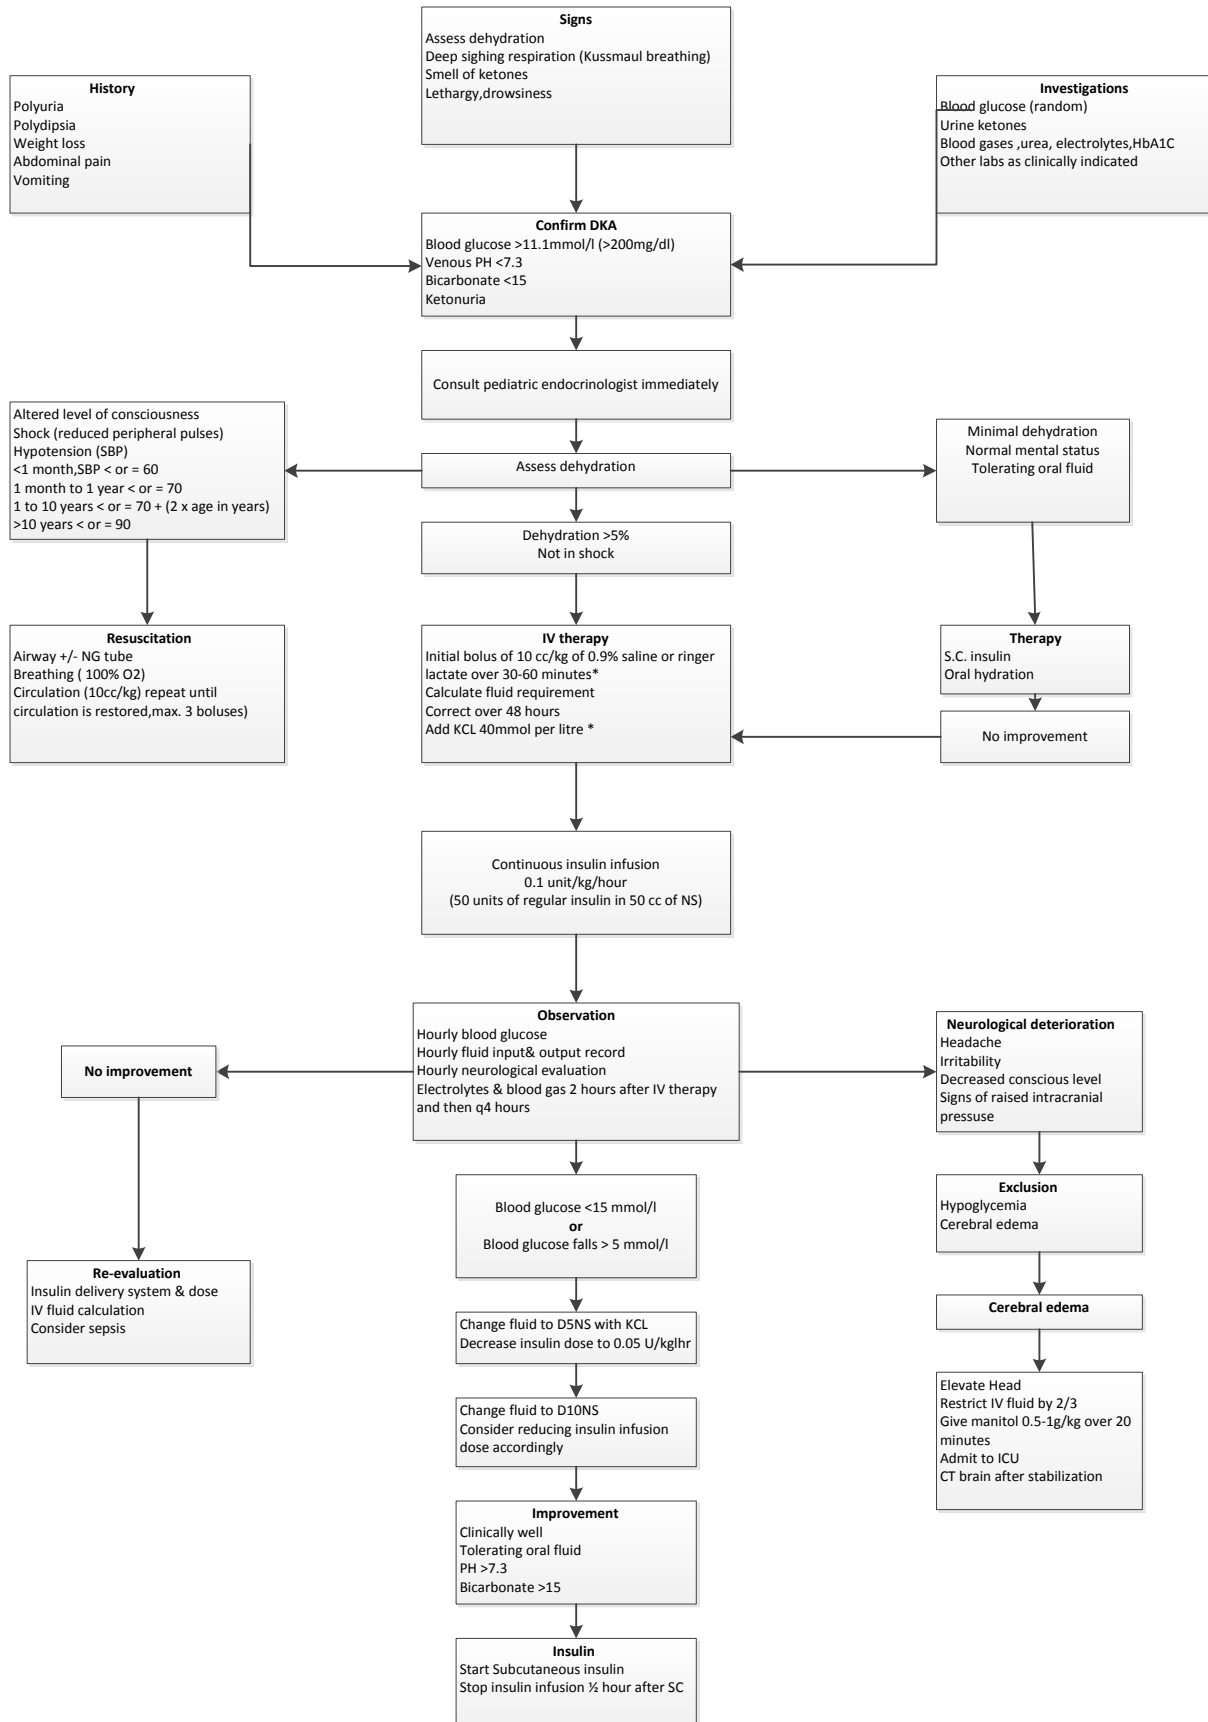 Signs
Assess dehydration
Deep sighing respiration (Kussmaul breathing)
Smell of ketones
Lethargy,drowsiness
History
Polyuria
Polydipsia
Weight loss
Abdominal pain
Vomiting
Investigations
Blood glucose (random)
Urine ketones
Blood gases ,urea, electrolytes,HbA1C
Other labs as clinically indicated
Confirm DKA
Blood glucose >11.1mmol/l (>200mg/dl)
Venous PH <7.3
Bicarbonate <15
Ketonuria
Consult pediatric endocrinologist immediately
Altered level of consciousness
Shock (reduced peripheral pulses)
Hypotension (SBP)
<1 month,SBP < or = 60
1 month to 1 year < or = 70
1 to 10 years < or = 70 + (2 x age in years)
>10 years < or = 90
Assess dehydration
Minimal dehydration
Normal mental status
Tolerating oral fluid
Dehydration >5%
Not in shock
Resuscitation
Airway +/- NG tube
Breathing ( 100% O2)
Circulation (10cc/kg) repeat until
circulation is restored,max. 3 boluses)
IV therapy
Initial bolus of 10 cc/kg of 0.9% saline or ringer
lactate over 30-60 minutes*
Calculate fluid requirement
Correct over 48 hours
Add KCL 40mmol per litre *
Therapy
S.C. insulin
Oral hydration
No improvement
Continuous insulin infusion
0.1 unit/kg/hour
(50 units of regular insulin in 50 cc of NS)
Observation
Hourly blood glucose
Hourly fluid input& output record
Hourly neurological evaluation
Electrolytes & blood gas 2 hours after IV therapy
and then q4 hours
No improvement
Neurological deterioration
Headache
Irritability
Decreased conscious level
Signs of raised intracranial
pressuse
Blood glucose <15 mmol/l
or
Blood glucose falls > 5 mmol/l
Exclusion
Hypoglycemia
Cerebral edema
Re-evaluation
Insulin delivery system & dose
IV fluid calculation
Consider sepsis
Cerebral edema
Change fluid to D5NS with KCL
Decrease insulin dose to 0.05 U/kglhr
Elevate Head
Restrict IV fluid by 2/3
Give manitol 0.5-1g/kg over 20
minutes
Admit to ICU
CT brain after stabilization
Change fluid to D10NS
Consider reducing insulin infusion
dose accordingly
Improvement
Clinically well
Tolerating oral fluid
PH >7.3
Bicarbonate >15
Insulin
Start Subcutaneous insulin
Stop insulin infusion ½ hour after SC